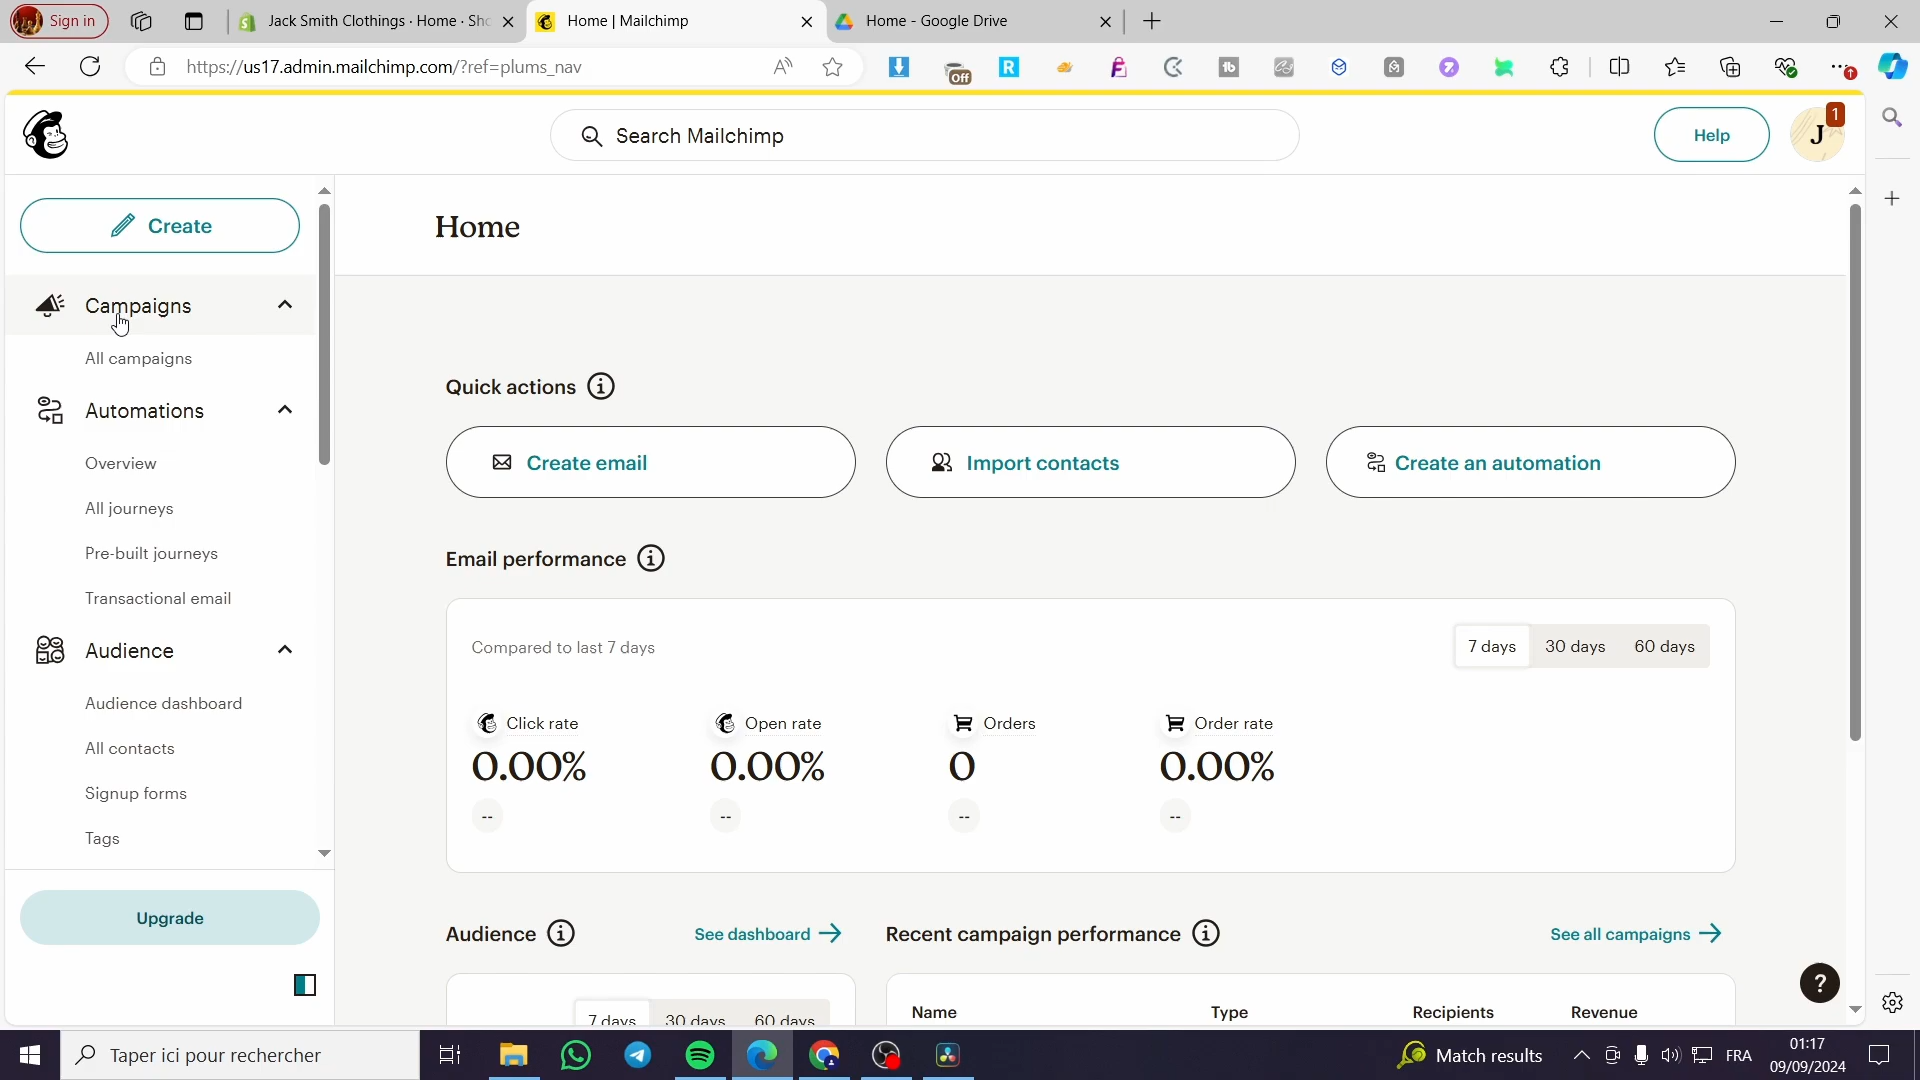 Sign in
Jack Smith Clothings · Home · Sho
Home | Mailchimp
Home - Google Drive
https://us17.admin.mailchimp.com/?ref=plums_nav
Off
Search Mailchimp
Help
J
1
Create
Home
Campaigns
All campaigns
Quick actions
Automations
Create email
Import contacts
Create an automation
Overview
All journeys
Pre-built journeys
Email performance
Transactional email
Compared to last 7 days
7 days
30 days
60 days
Audience
Audience dashboard
Click rate
Open rate
Orders
Order rate
All contacts
0.00%
0.00%
0
0.00%
Signup forms
--
--
--
--
Tags
Upgrade
Audience
See dashboard
Recent campaign performance
See all campaigns
?
7 days
30 days
60 days
Name
Type
Recipients
Revenue
Taper ici pour rechercher
Match results
FRA
01:17
09/09/2024